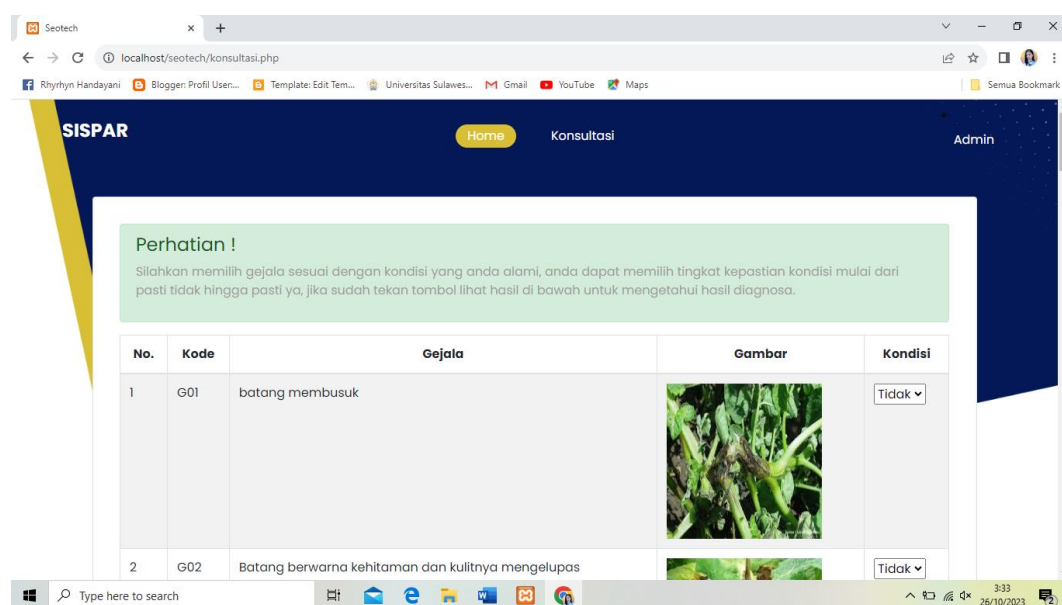 Seotech
localhost/seotech/konsultasi.php
Rhyrhyn Handayani Blogger: Profil User:... Template: Edit Tem... Universitas Sulawes... Gmail YouTube Maps Semua Bookmark
SISPAR Home Konsultasi Admin
Perhatian !
Silahkan memilih gejala sesuai dengan kondisi yang anda alami, anda dapat memilih tingkat kepastian kondisi mulai dari
pasti tidak hingga pasti ya, jika sudah tekan tombol lihat hasil di bawah untuk mengetahui hasil diagnosa.
No. Kode Gejala Gambar Kondisi
1 G01 batang membusuk Tidak
2 G02 Batang berwarna kehitaman dan kulitnya mengelupas Tidak
Type here to search
3:33
26/10/2023